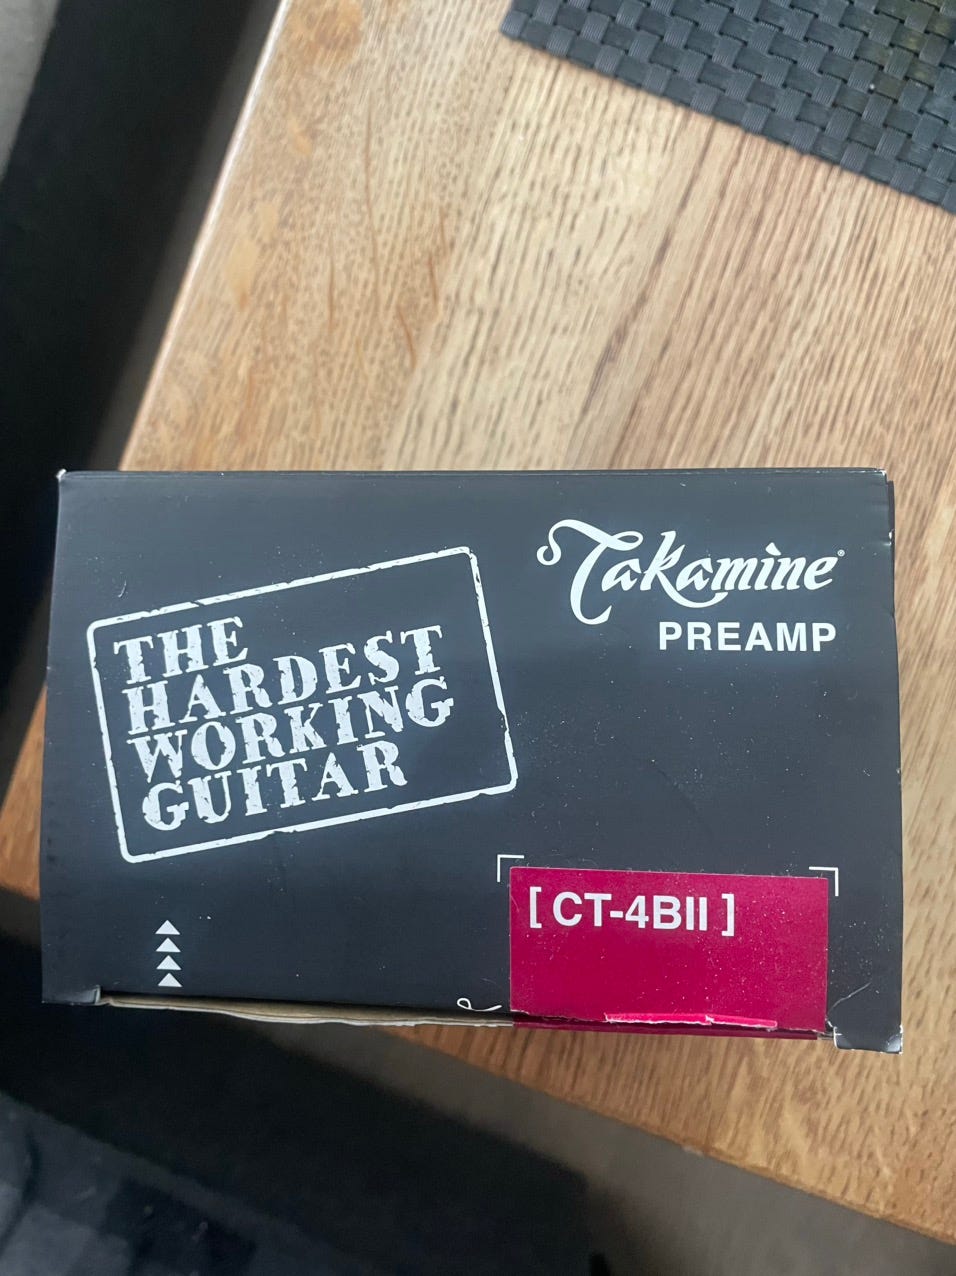 THE
HARDEST
WORKING
GUITAR
Takamine®
PREAMP
[ CT-4BII ]